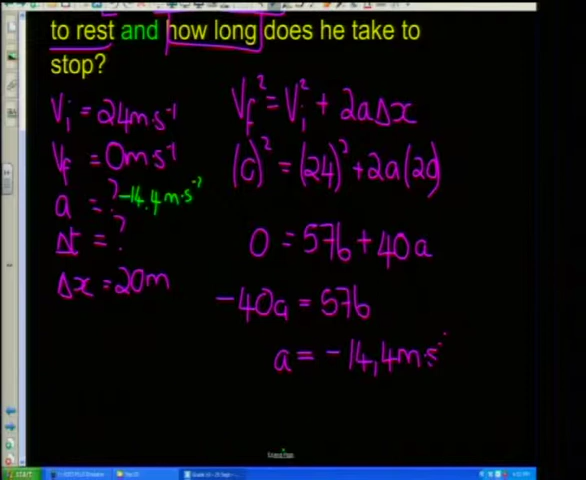 to rest and how long does he take to
stop?
Vi = 24m·s⁻¹
Vf = 0m·s⁻¹
a = ? -14.4m·s⁻²
Δt = ?
Δx = 20m
Vf² = Vi² + 2aΔx
(0)² = (24)² + 2a(20)
0 = 576 + 40a
-40a = 576
a = -14,4m·s⁻
START